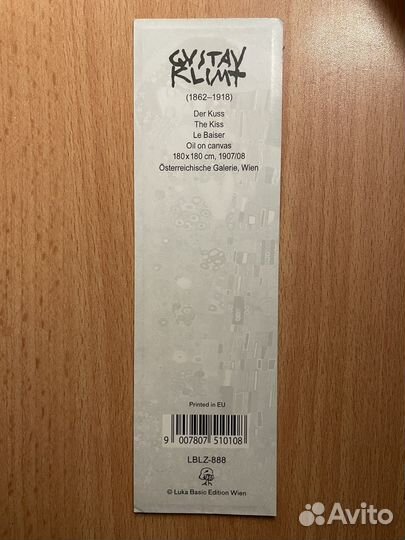 GUSTAV
KLIMT
(1862–1918)
Der Kuss
The Kiss
Le Baiser
Oil on canvas
180 x 180 cm, 1907/08
Österreichische Galerie, Wien
Printed in EU
9 007807 510108
LBLZ-888
© Luka Basic Edition Wien
Avito